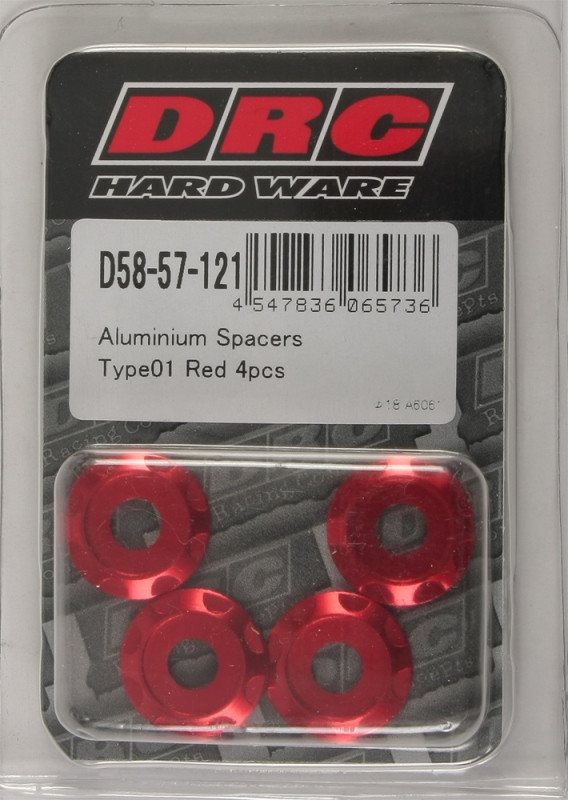 DRC
HARD WARE
D58-57-121
4 547836 065736
Aluminium Spacers
Type01 Red 4pcs